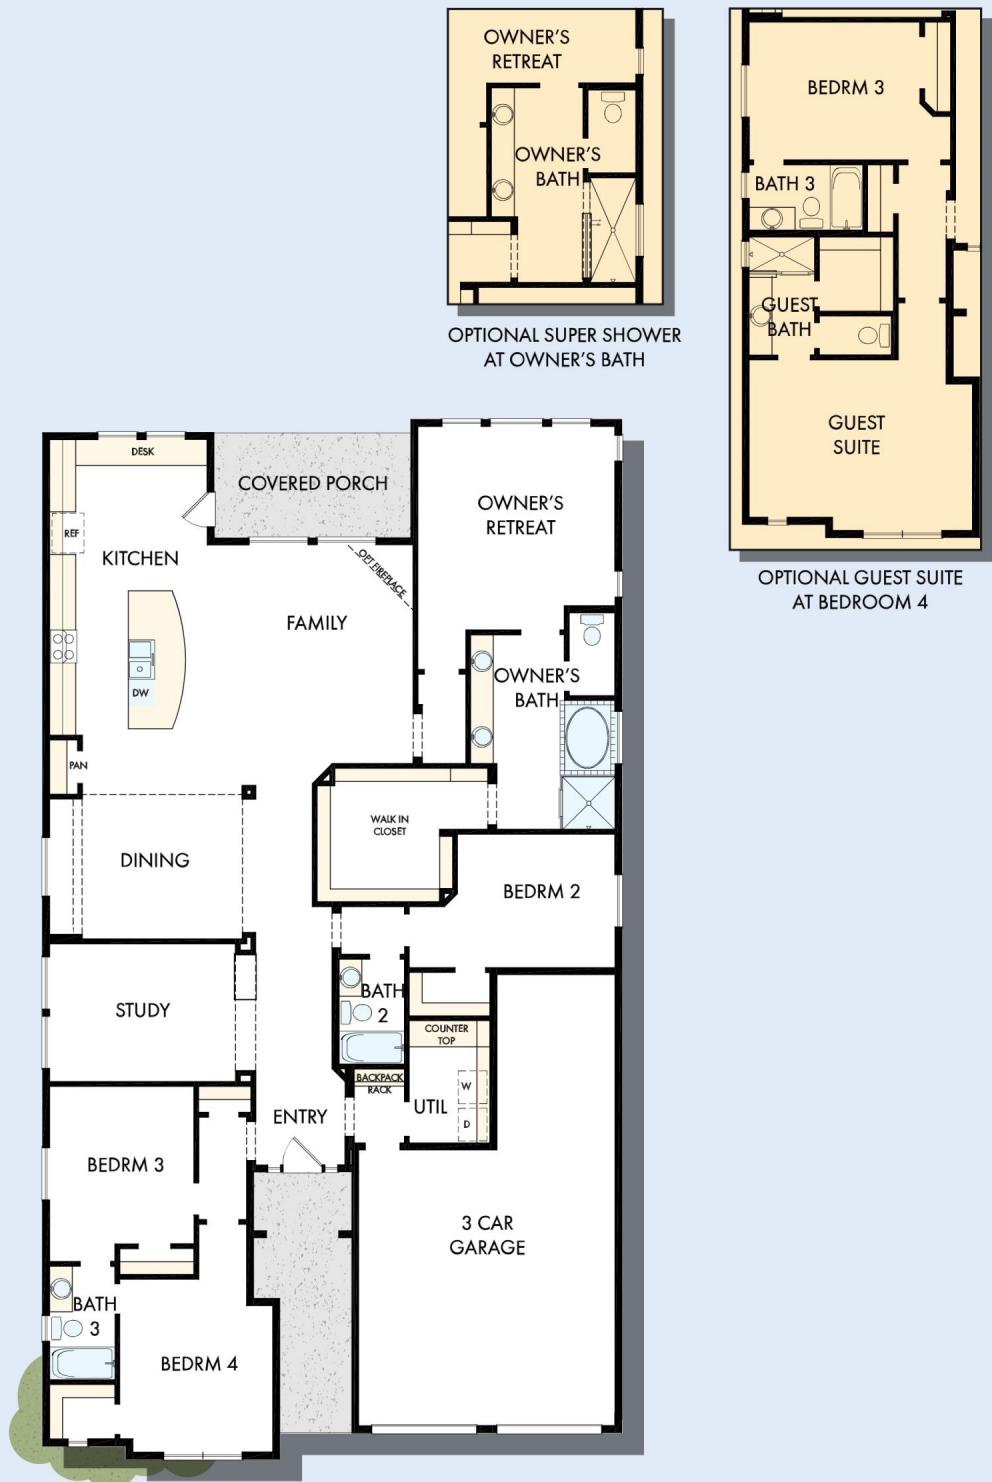 OWNER'S
RETREAT
OWNER'S
BATH
OPTIONAL SUPER SHOWER
AT OWNER'S BATH
BEDRM 3
BATH 3
GUEST
BATH
GUEST
SUITE
OPTIONAL GUEST SUITE
AT BEDROOM 4
DESK
COVERED PORCH
REF
KITCHEN
OPT FIREPLACE
OWNER'S
RETREAT
FAMILY
DW
OWNER'S
BATH
PAN
DINING
WALK IN
CLOSET
BEDRM 2
STUDY
BATH
2
COUNTER
TOP
BACKPACK
RACK
W
UTIL
D
ENTRY
BEDRM 3
3 CAR
GARAGE
BATH
3
BEDRM 4